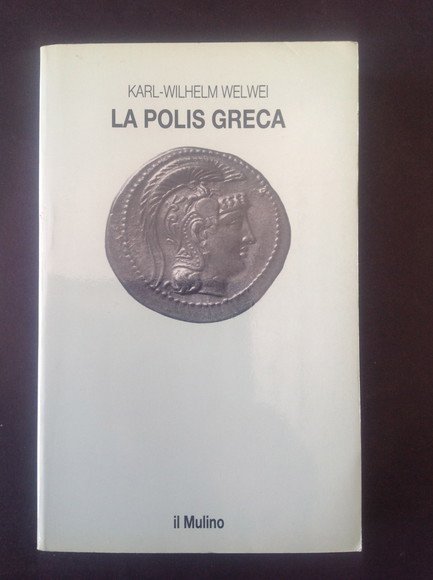 KARL-WILHELM WELWEI
LA POLIS GRECA
il Mulino